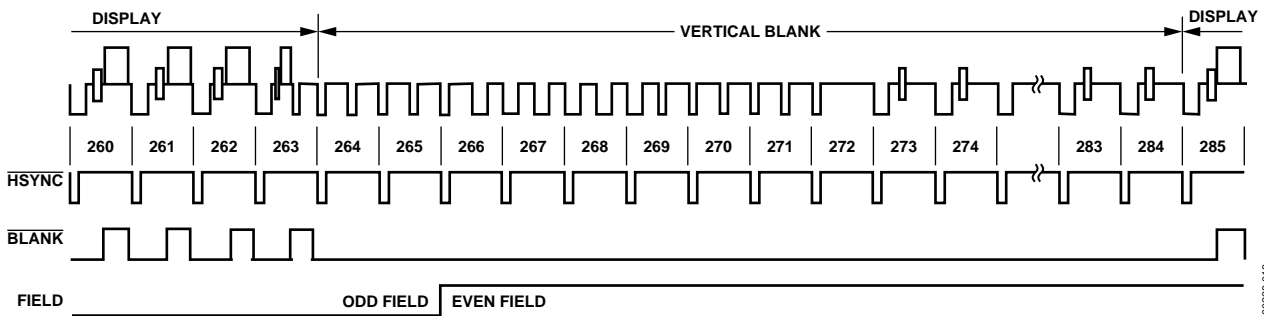 DISPLAY
VERTICAL BLANK
DISPLAY
260 261 262 263 264 265 266 267 268 269 270 271 272 273 274 283 284 285
HSYNC
BLANK
FIELD
ODD FIELD EVEN FIELD